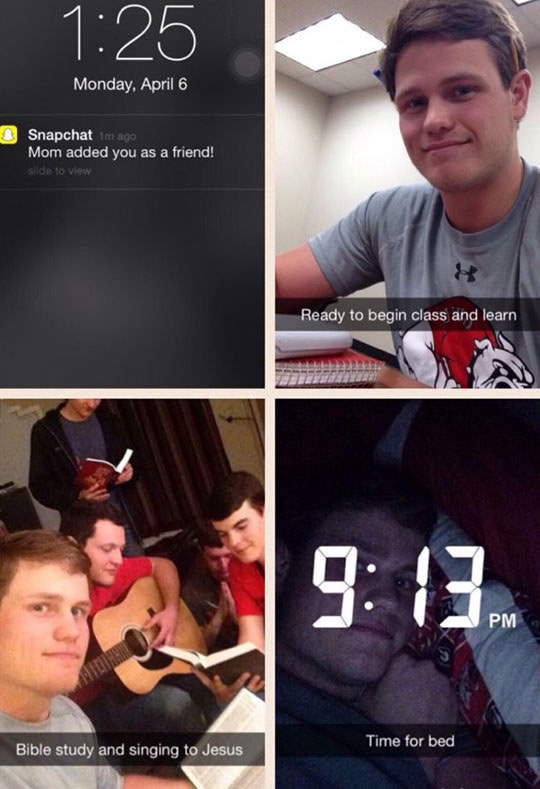 1:25
Monday, April 6
Snapchat 1m ago
Mom added you as a friend!
slide to view
Ready to begin class and learn
Bible study and singing to Jesus
9:13 PM
Time for bed